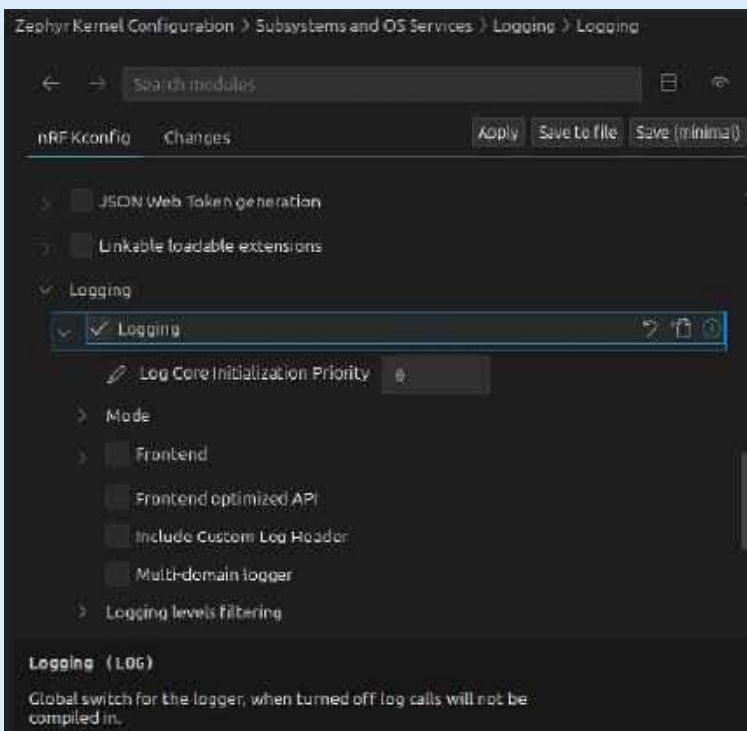 Zephyr Kernel Configuration > Subsystems and OS Services > Logging > Logging
Search modules
nRF Kconfig Changes Apply Save to file Save (minimal)
JSON Web Token generation
Linkable loadable extensions
Logging
Logging
Log Core Initialization Priority 0
Mode
Frontend
Frontend optimized API
Include Custom Log Header
Multi-domain logger
Logging levels filtering
Logging (LOG)
Global switch for the logger, when turned off log calls will not be
compiled in.